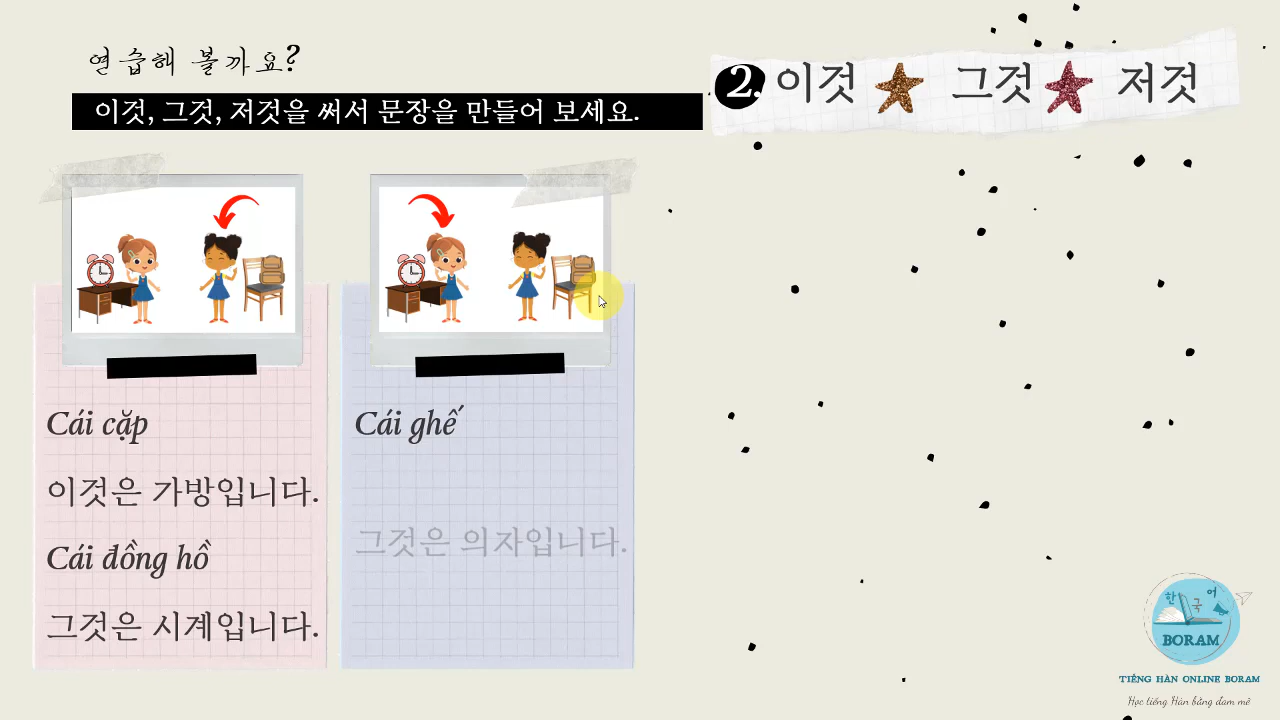 연습해 볼까요?
이것, 그것, 저것을 써서 문장을 만들어 보세요.
2. 이것 그것 저것
Cái cặp
이것은 가방입니다.
Cái đồng hồ
그것은 시계입니다.
Cái ghế
그것은 의자입니다.
한 국 어
BORAM
TIẾNG HÀN ONLINE BORAM
Học tiếng Hàn bằng đam mê